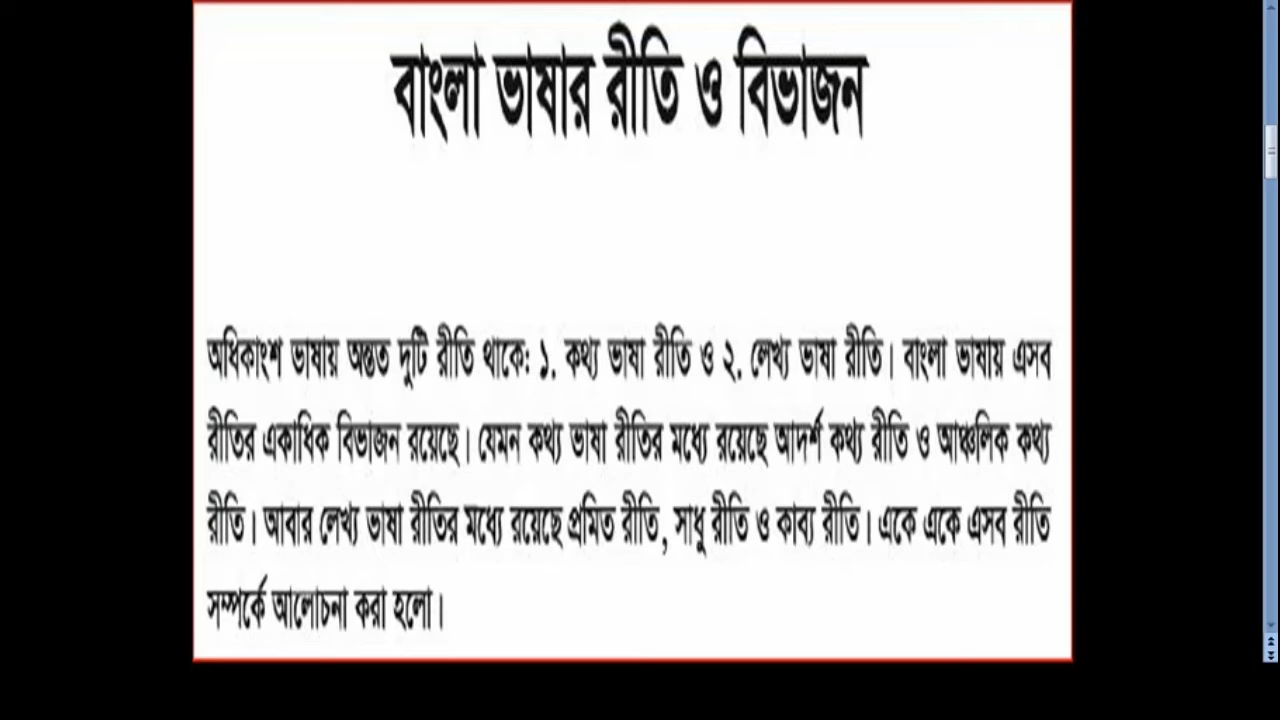 বাংলা ভাষার রীতি ও বিভাজন
অধিকাংশ ভাষায় অন্তত দুটি রীতি থাকে: ১. কথ্য ভাষা রীতি ও ২. লেখ্য ভাষা রীতি। বাংলা ভাষায় এসব
রীতির একাধিক বিভাজন রয়েছে। যেমন কথ্য ভাষা রীতির মধ্যে রয়েছে আদর্শ কথ্য রীতি ও আঞ্চলিক কথ্য
রীতি। আবার লেখ্য ভাষা রীতির মধ্যে রয়েছে প্রমিত রীতি, সাধু রীতি ও কাব্য রীতি। একে একে এসব রীতি
সম্পর্কে আলোচনা করা হলো।